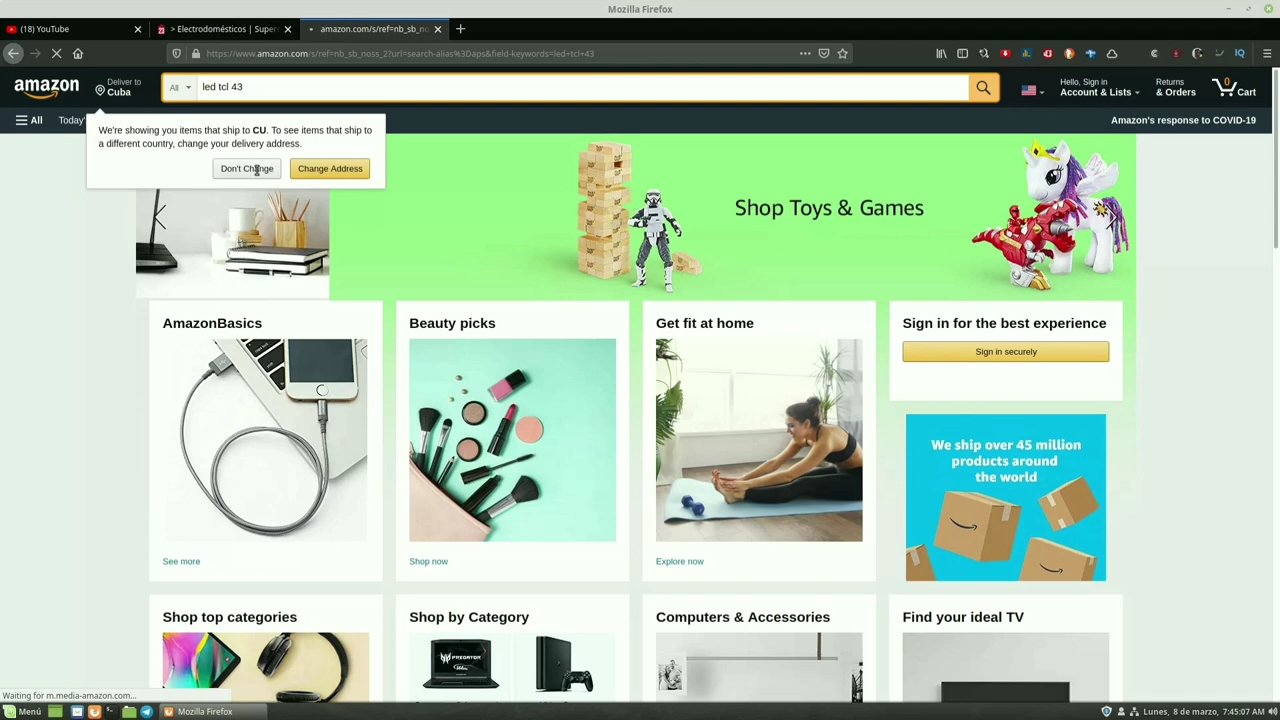 Mozilla Firefox
(18) YouTube
> Electrodomésticos | Super
amazon.com/s/ref=nb_sb_no
https://www.amazon.com/s/ref=nb_sb_noss_2?url=search-alias%3Daps&field-keywords=led+tcl+43
amazon
Deliver to
Cuba
All
led tcl 43
Hello, Sign in
Account & Lists
Returns
& Orders
0
Cart
All
Today'
Amazon's response to COVID-19
We're showing you items that ship to CU. To see items that ship to
a different country, change your delivery address.
Don't Change
Change Address
Shop Toys & Games
AmazonBasics
Beauty picks
Get fit at home
Sign in for the best experience
Sign in securely
We ship over 45 million
products around
the world
See more
Shop now
Explore now
Shop top categories
Shop by Category
Computers & Accessories
Find your ideal TV
PREDATOR
Waiting for m.media-amazon.com...
Menú
Mozilla Firefox
Lunes, 8 de marzo, 7:45:07 AM